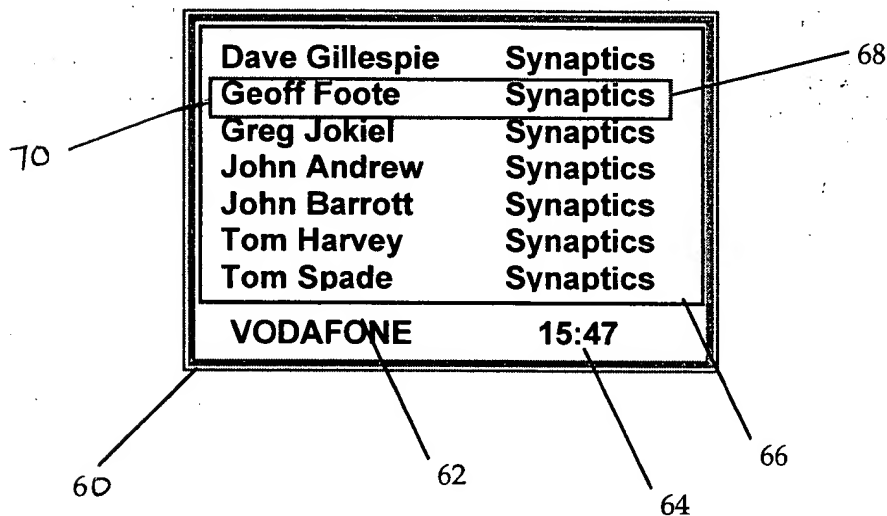 Dave Gillespie Synaptics
68
Geoff Foote Synaptics
70
Greg Jokiel Synaptics
John Andrew Synaptics
John Barrott Synaptics
Tom Harvey Synaptics
Tom Spade Synaptics
VODAFONE 15:47
66
62
60
64